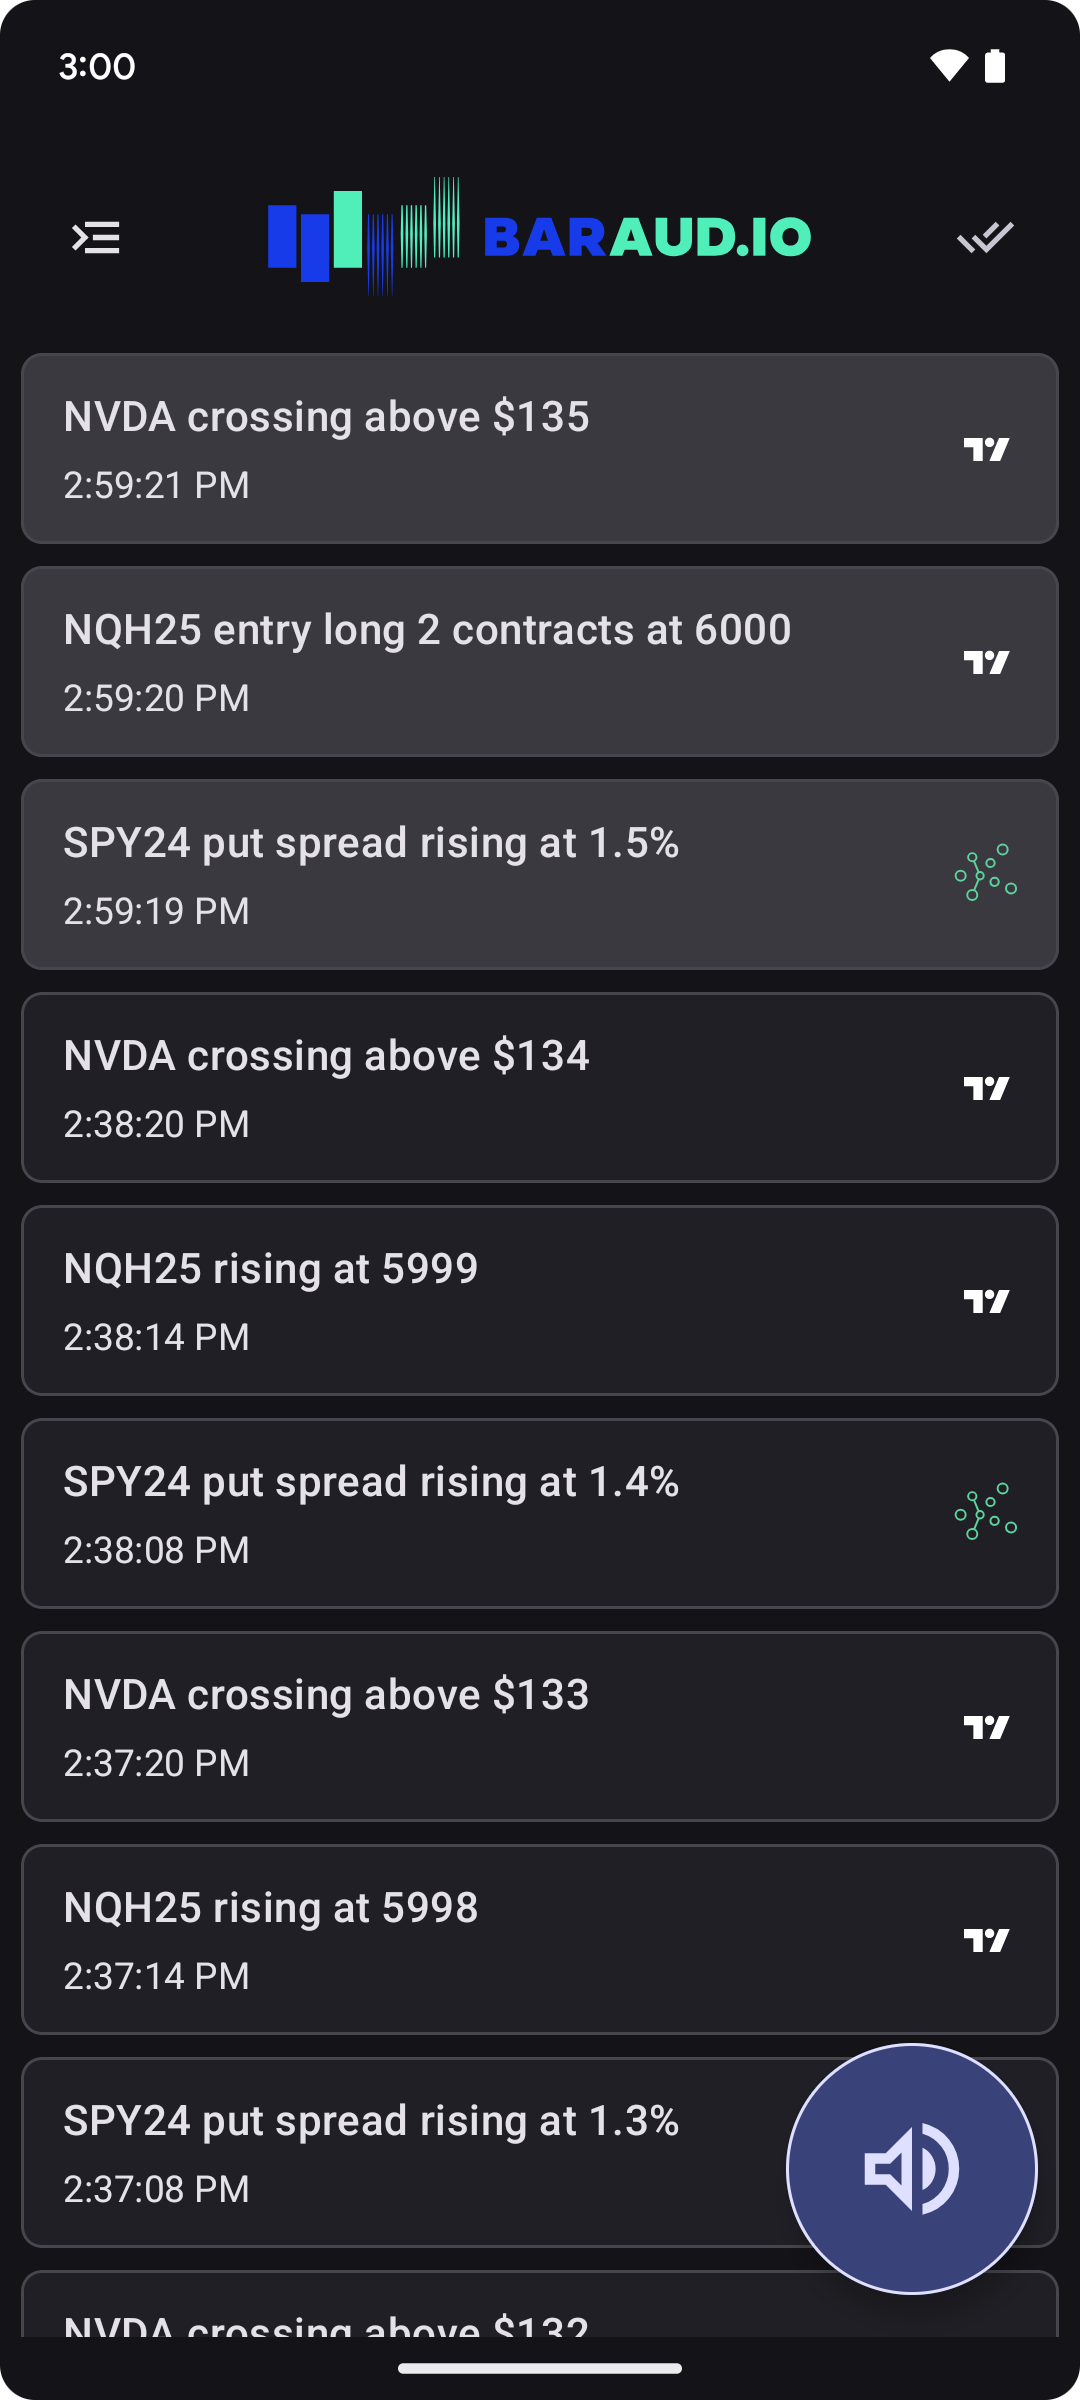 3:00
BARAUD.IO
NVDA crossing above $135
2:59:21 PM
NQH25 entry long 2 contracts at 6000
2:59:20 PM
SPY24 put spread rising at 1.5%
2:59:19 PM
NVDA crossing above $134
2:38:20 PM
NQH25 rising at 5999
2:38:14 PM
SPY24 put spread rising at 1.4%
2:38:08 PM
NVDA crossing above $133
2:37:20 PM
NQH25 rising at 5998
2:37:14 PM
SPY24 put spread rising at 1.3%
2:37:08 PM
NVDA crossing above $132